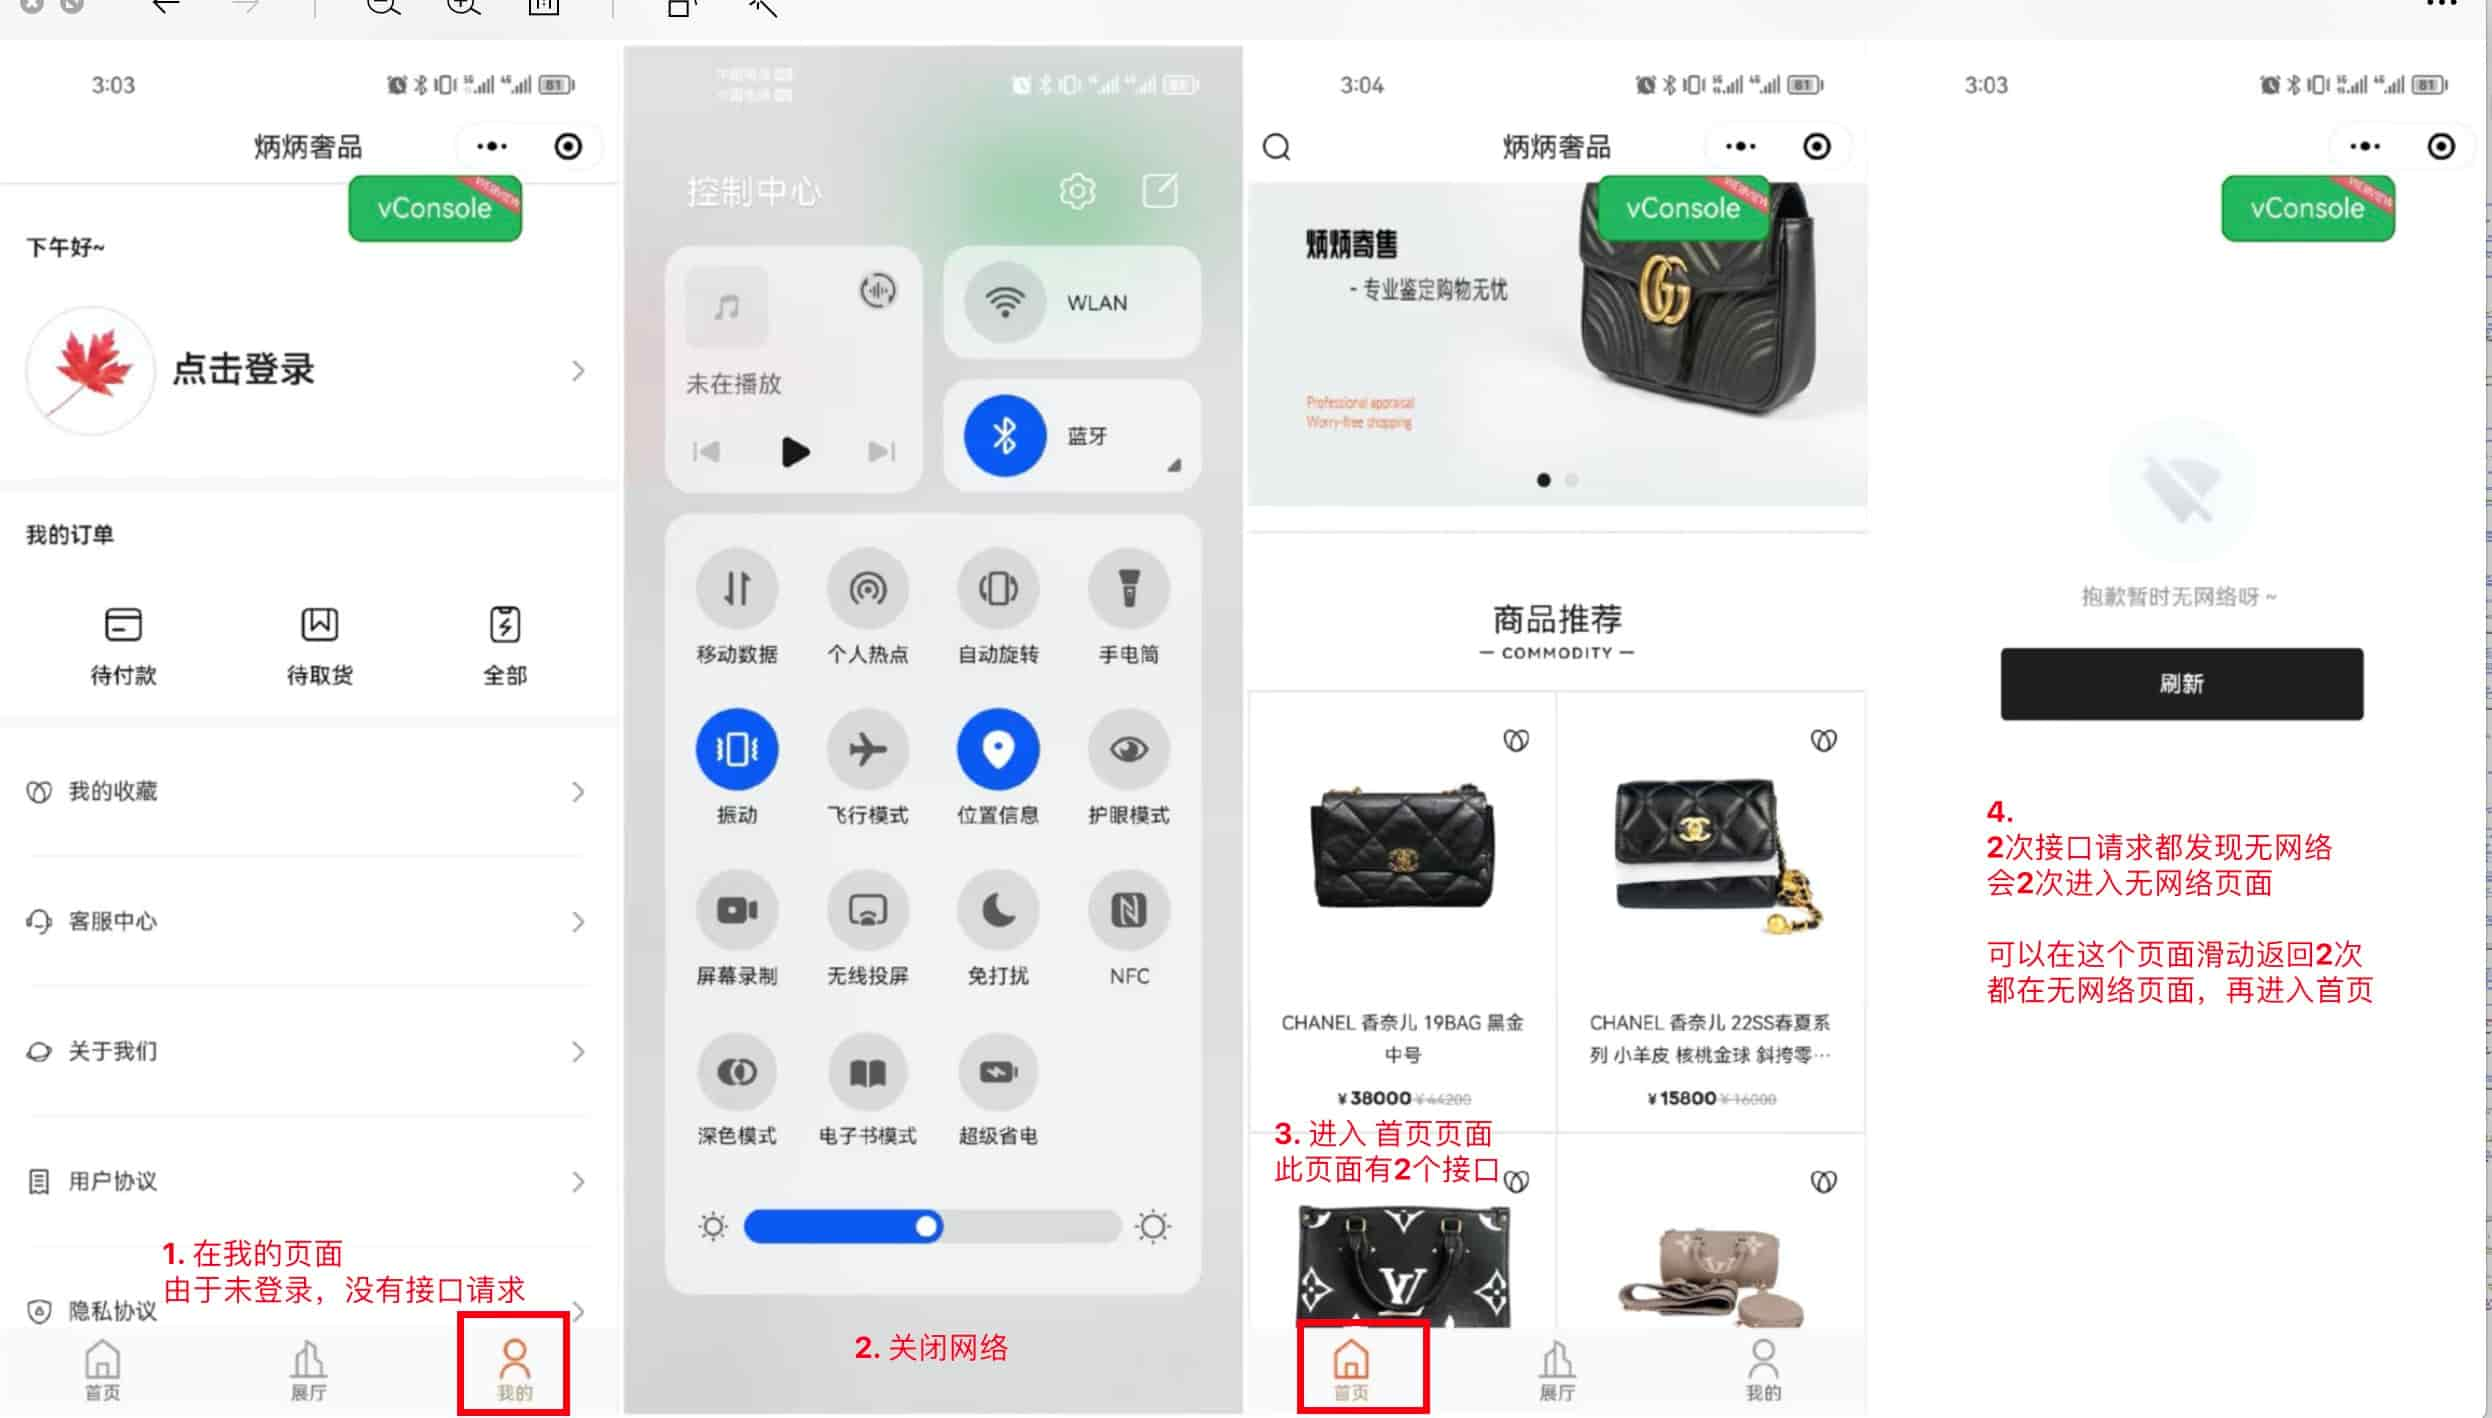 3:03
81
炳炳奢品
vConsole
WEBVIEW
下午好~
点击登录
我的订单
待付款
待取货
全部
我的收藏
客服中心
关于我们
用户协议
1. 在我的页面
由于未登录，没有接口请求
隐私协议
首页
展厅
我的
控制中心
未在播放
WLAN
蓝牙
移动数据
个人热点
自动旋转
手电筒
振动
飞行模式
位置信息
护眼模式
屏幕录制
无线投屏
免打扰
NFC
深色模式
电子书模式
超级省电
2. 关闭网络
3:04
81
炳炳奢品
vConsole
WEBVIEW
炳炳寄售
- 专业鉴定购物无忧
Professional appraisal
Worry-free shopping
商品推荐
— COMMODITY —
CHANEL 香奈儿 19BAG 黑金
中号
¥38000 ¥44200
CHANEL 香奈儿 22SS春夏系
列 小羊皮 核桃金球 斜挎零…
¥15800 ¥16000
3. 进入 首页页面
此页面有2个接口
首页
展厅
我的
3:03
81
vConsole
WEBVIEW
抱歉暂时无网络呀~
刷新
4.
2次接口请求都发现无网络
会2次进入无网络页面
可以在这个页面滑动返回2次
都在无网络页面，再进入首页